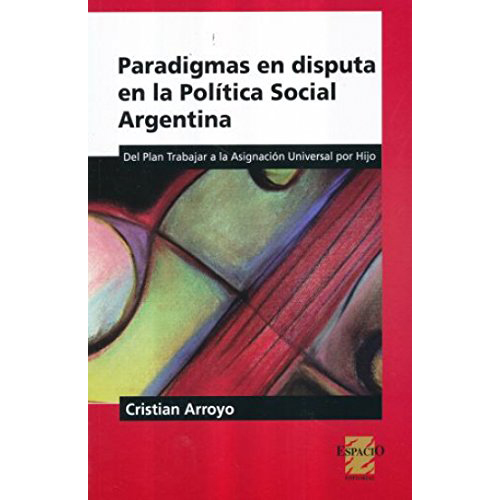 Paradigmas en disputa
en la Política Social
Argentina
Del Plan Trabajar a la Asignación Universal por Hijo
Cristian Arroyo
ESPACIO
EDITORIAL